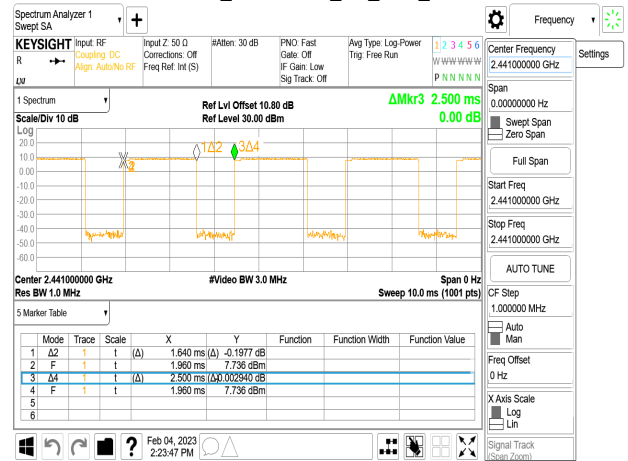 Spectrum Analyzer 1
Swept SA
Frequency
KEYSIGHT
R
Input: RF
Coupling: DC
Align: Auto/No RF
Input Z: 50 Ω
Corrections: Off
Freq Ref: Int (S)
#Atten: 30 dB
PNO: Fast
Gate: Off
IF Gain: Low
Sig Track: Off
Avg Type: Log-Power
Trig: Free Run
1 2 3 4 5 6
W W W W W W
P N N N N N
1 Spectrum
Scale/Div 10 dB
Ref Lvl Offset 10.80 dB
Ref Level 30.00 dBm
ΔMkr3 2.500 ms
0.00 dB
Log
20.0
10.0
0.00
-10.0
-20.0
-30.0
-40.0
-50.0
-60.0
1Δ2
3Δ4
Center 2.441000000 GHz
Res BW 1.0 MHz
#Video BW 3.0 MHz
Span 0 Hz
Sweep 10.0 ms (1001 pts)
5 Marker Table
Mode Trace Scale X Y Function Function Width Function Value
1 Δ2 1 t (Δ) 1.640 ms (Δ) -0.1977 dB
2 F 1 t 1.960 ms 7.736 dBm
3 Δ4 1 t (Δ) 2.500 ms (Δ) 0.002940 dB
4 F 1 t 1.960 ms 7.736 dBm
5
6
Feb 04, 2023
2:23:47 PM
Center Frequency
2.441000000 GHz
Settings
Span
0.00000000 Hz
Swept Span
Zero Span
Full Span
Start Freq
2.441000000 GHz
Stop Freq
2.441000000 GHz
AUTO TUNE
CF Step
1.000000 MHz
Auto
Man
Freq Offset
0 Hz
X Axis Scale
Log
Lin
Signal Track
(Span Zoom)